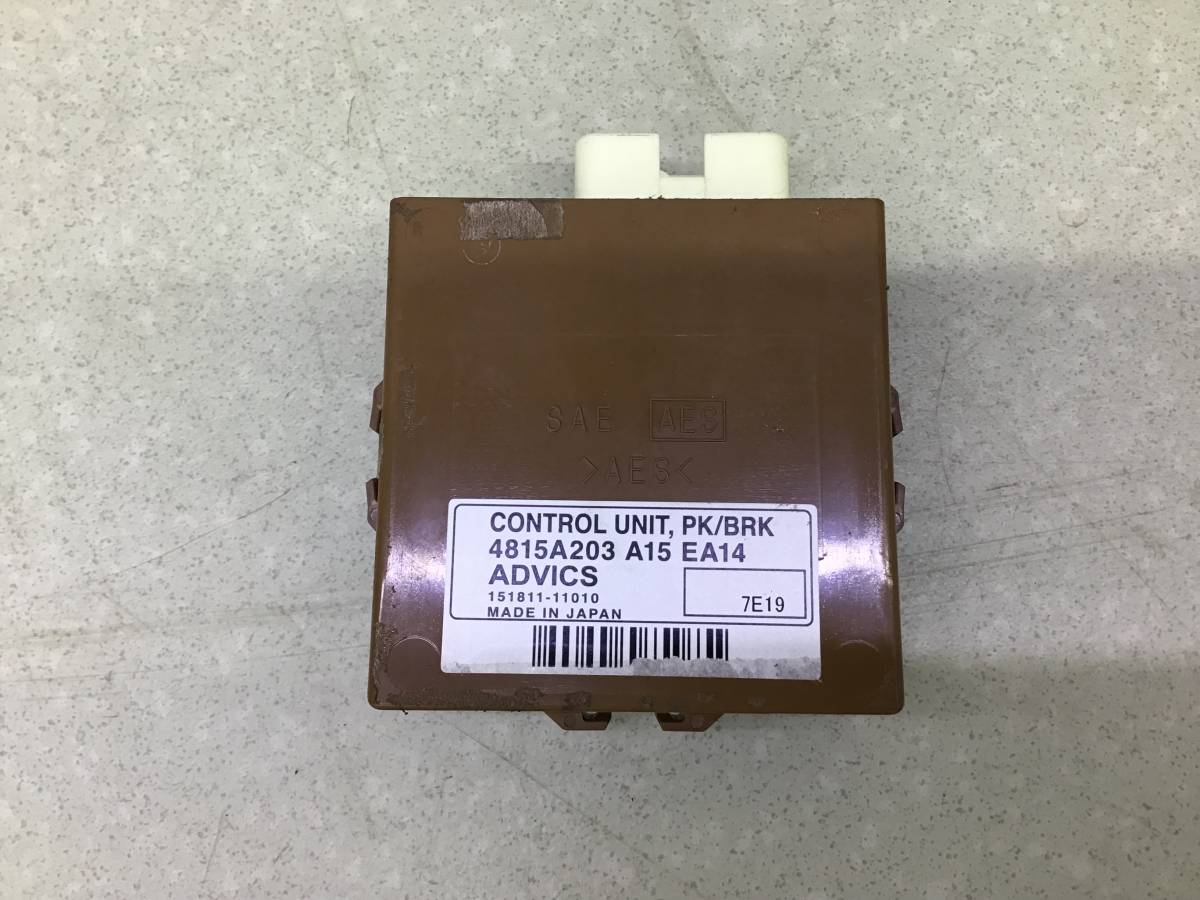 SAE AES
>AES<
CONTROL UNIT, PK/BRK
4815A203 A15 EA14
ADVICS
151811-11010
7E19
MADE IN JAPAN